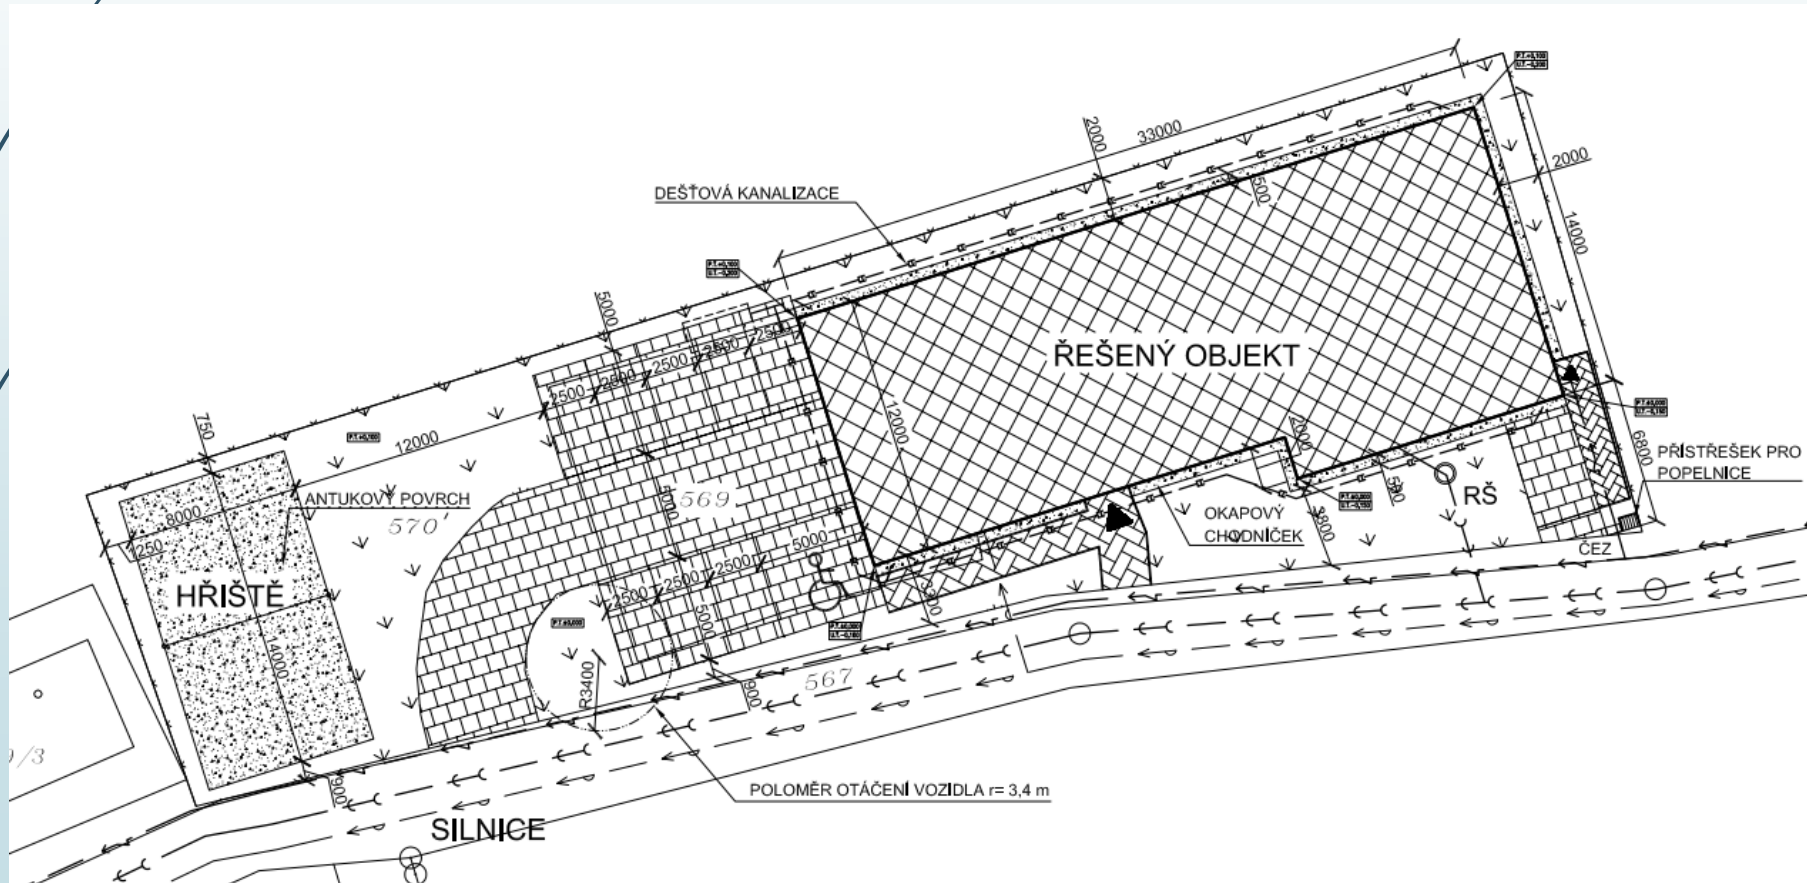 33000
2000
2000
DEŠŤOVÁ KANALIZACE
500
14000
5000
2500
2500
2500
2500
2500
ŘEŠENÝ OBJEKT
750
12000
12000
2000
6800
PŘÍSTŘEŠEK PRO
POPELNICE
ANTUKOVÝ POVRCH
8000
570
569
5000
500
RŠ
OKAPOVÝ
CHODNÍČEK
3800
1250
5000
ČEZ
HŘIŠTĚ
2500
2500
2500
14000
5000
R3400
567
900
900
POLOMĚR OTÁČENÍ VOZIDLA r= 3,4 m
SILNICE